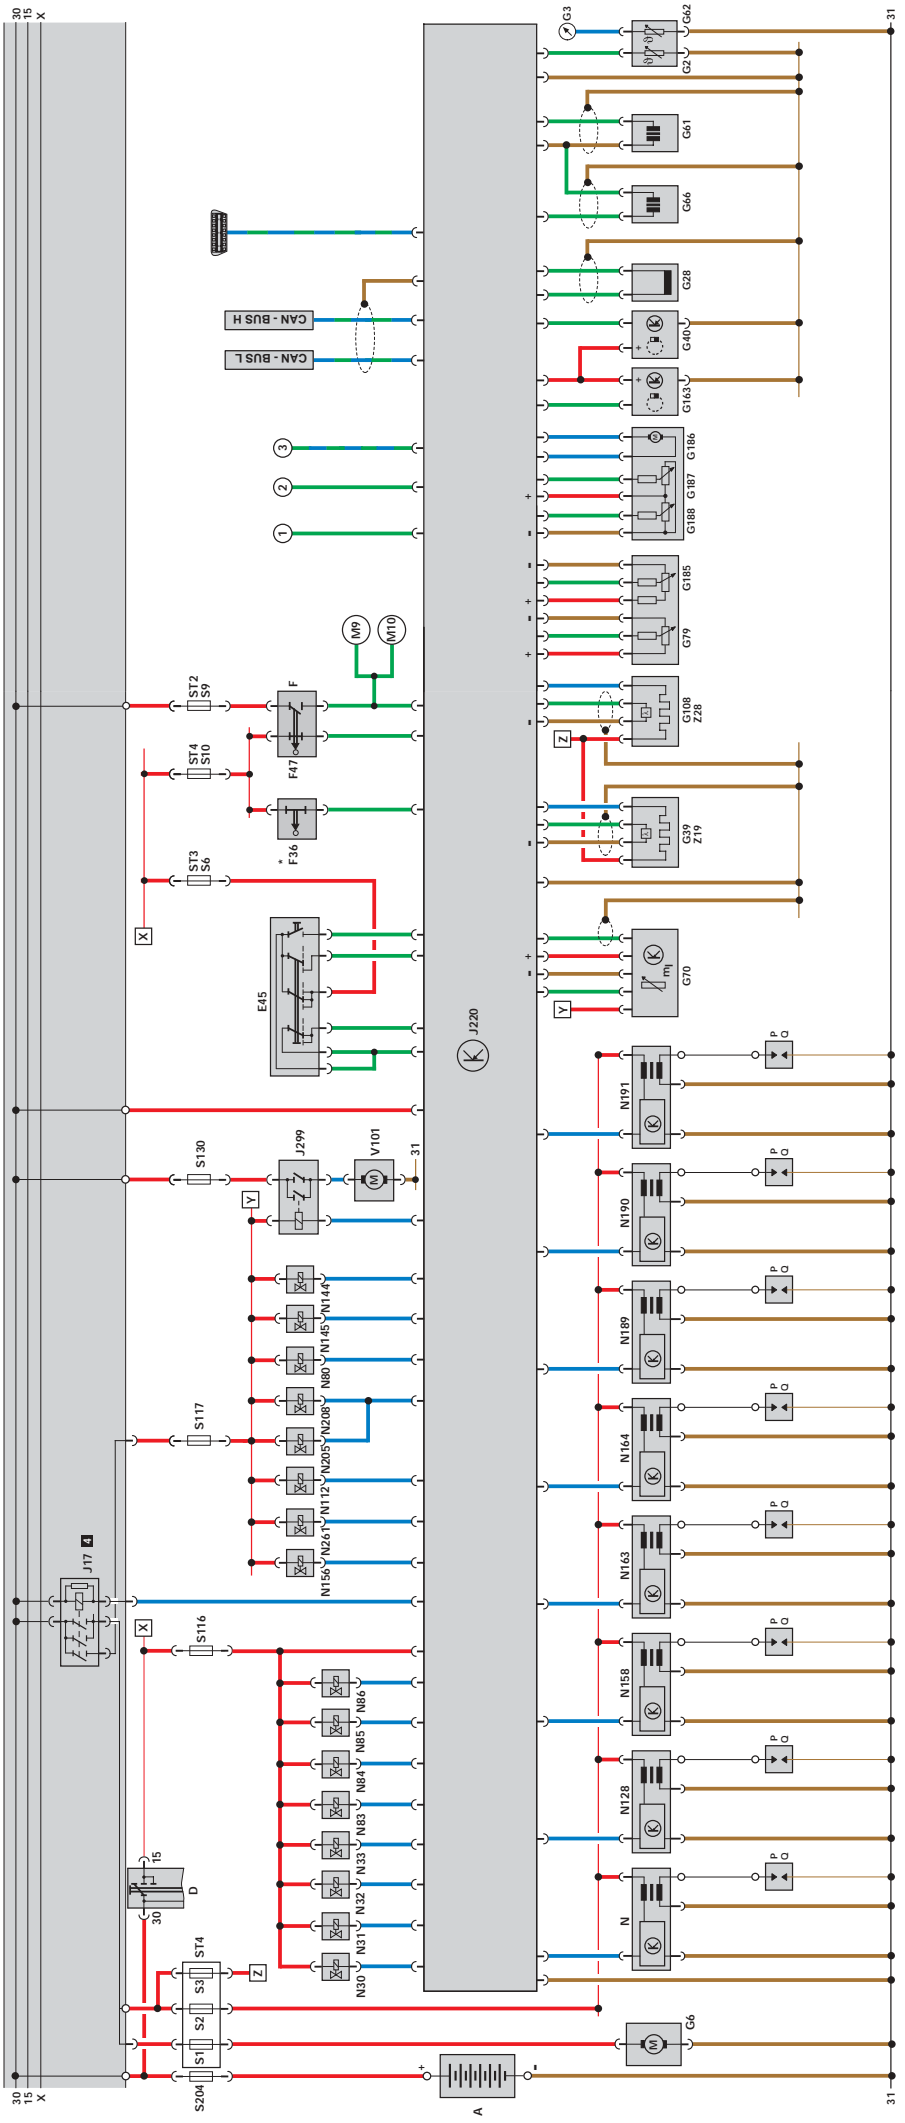 30
15
X
30
15
X
J17 4
30
15
D
X
X
S204
S1
S2
S3
ST4
S116
S117
S130
ST3
S6
ST4
S10
ST2
S9
Z
Y
E45
J299
*
F36
F47
F
1
2
3
CAN - BUS L
CAN - BUS H
N30
N31
N32
N33
N83
N84
N85
N86
N156
N261
N112
N205
N208
N80
N145
N144
M
V101
31
M9
M10
+
A
-
J220
-
+
-
-
+
-
+
-
-
+
Y
Z
G3
M
G6
N
N128
N158
N163
N164
N189
N190
N191
K
K
K
K
K
K
K
K
m
K
G70
λ
G39
Z19
λ
G108
Z28
G79
G185
G188
G187
M
G186
+
K
G163
+
K
G40
G28
G66
G61
G2
G62
P
Q
P
Q
P
Q
P
Q
P
Q
P
Q
P
Q
P
Q
31
31